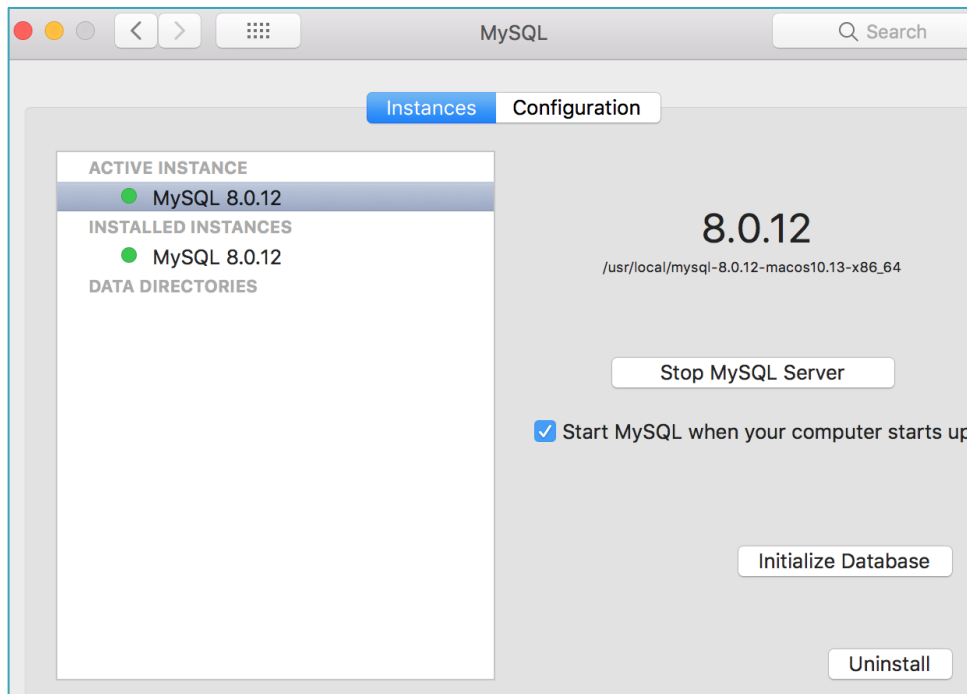 MySQL
Search
Instances
Configuration
ACTIVE INSTANCE
MySQL 8.0.12
INSTALLED INSTANCES
MySQL 8.0.12
DATA DIRECTORIES
8.0.12
/usr/local/mysql-8.0.12-macos10.13-x86_64
Stop MySQL Server
Start MySQL when your computer starts up
Initialize Database
Uninstall